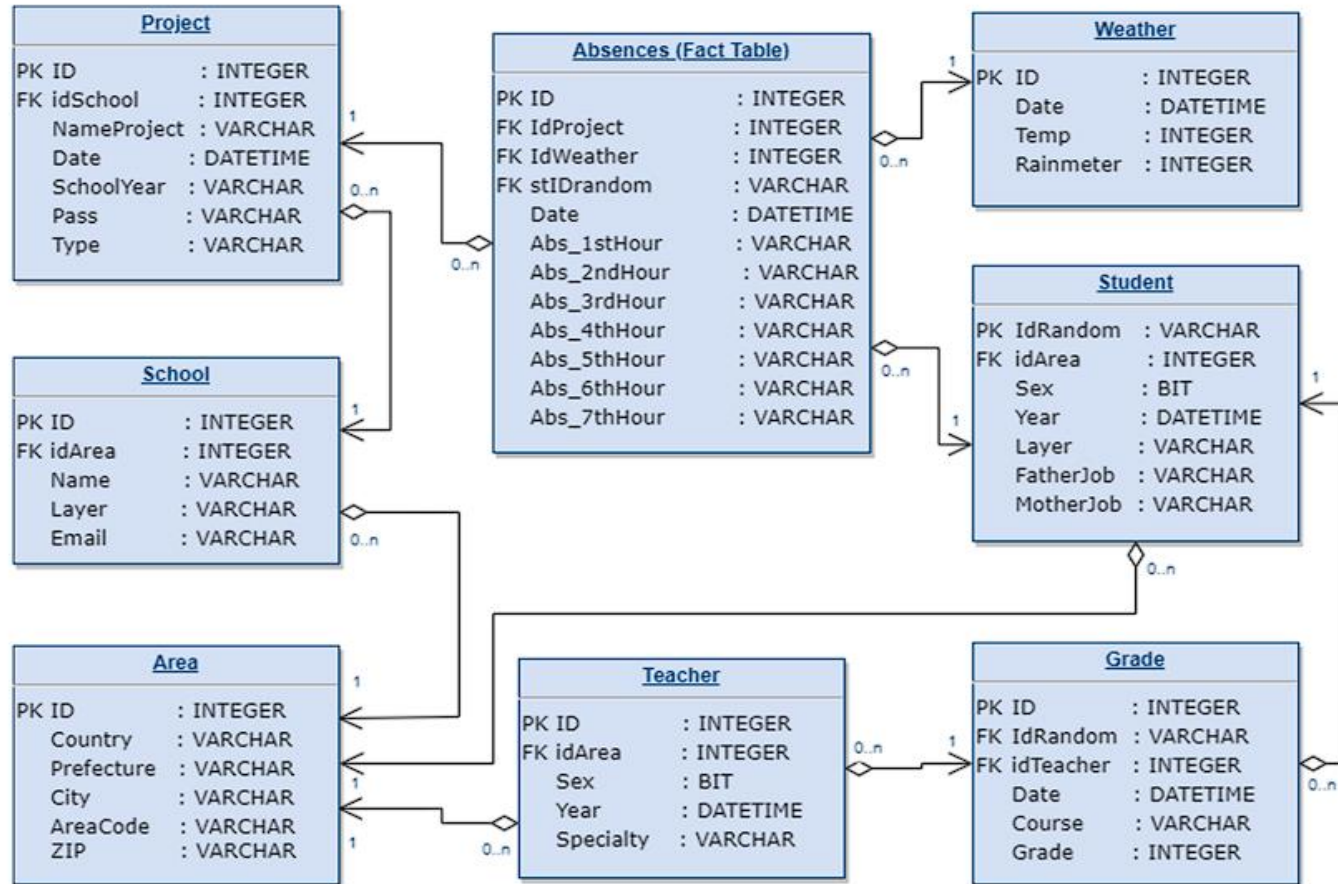 Project
PK ID : INTEGER
FK idSchool : INTEGER
NameProject : VARCHAR
Date : DATETIME
SchoolYear : VARCHAR
Pass : VARCHAR
Type : VARCHAR
1
0..n
0..n
Absences (Fact Table)
PK ID : INTEGER
FK IdProject : INTEGER
FK IdWeather : INTEGER
FK stIDrandom : VARCHAR
Date : DATETIME
Abs_1stHour : VARCHAR
Abs_2ndHour : VARCHAR
Abs_3rdHour : VARCHAR
Abs_4thHour : VARCHAR
Abs_5thHour : VARCHAR
Abs_6thHour : VARCHAR
Abs_7thHour : VARCHAR
1
0..n
0..n
1
Weather
PK ID : INTEGER
Date : DATETIME
Temp : INTEGER
Rainmeter : INTEGER
School
PK ID : INTEGER
FK idArea : INTEGER
Name : VARCHAR
Layer : VARCHAR
Email : VARCHAR
1
0..n
Student
PK IdRandom : VARCHAR
FK idArea : INTEGER
Sex : BIT
Year : DATETIME
Layer : VARCHAR
FatherJob : VARCHAR
MotherJob : VARCHAR
1
0..n
Area
PK ID : INTEGER
Country : VARCHAR
Prefecture : VARCHAR
City : VARCHAR
AreaCode : VARCHAR
ZIP : VARCHAR
1
1
1
0..n
Teacher
PK ID : INTEGER
FK idArea : INTEGER
Sex : BIT
Year : DATETIME
Specialty : VARCHAR
0..n
1
Grade
PK ID : INTEGER
FK IdRandom : VARCHAR
FK idTeacher : INTEGER
Date : DATETIME
Course : VARCHAR
Grade : INTEGER
0..n